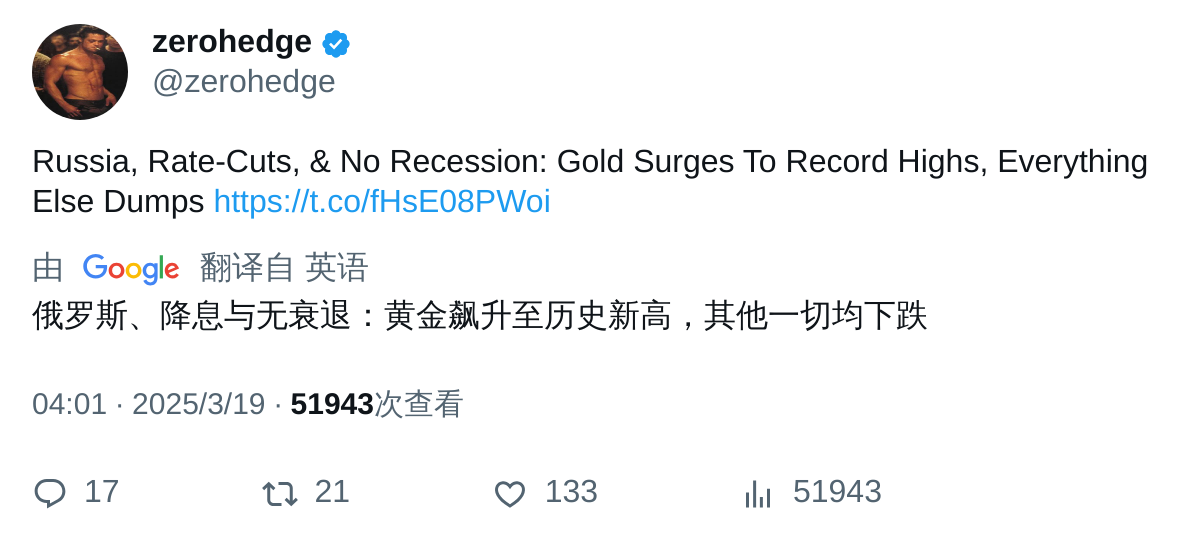 zerohedge
@zerohedge
Russia, Rate-Cuts, & No Recession: Gold Surges To Record Highs, Everything
Else Dumps https://t.co/fHsE08PWoi
由 Google 翻译自 英语
俄罗斯、降息与无衰退：黄金飙升至历史新高，其他一切均下跌
04:01 · 2025/3/19 · 51943次查看
17 21 133 51943